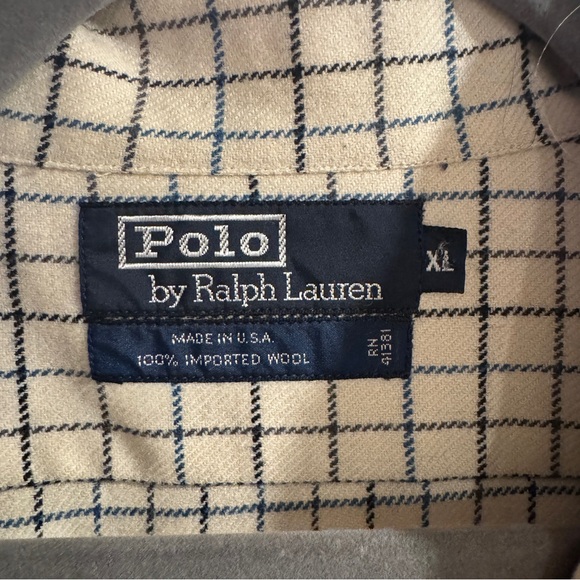 Polo
by Ralph Lauren
XL
MADE IN U.S.A.
100% IMPORTED WOOL
RN
41381